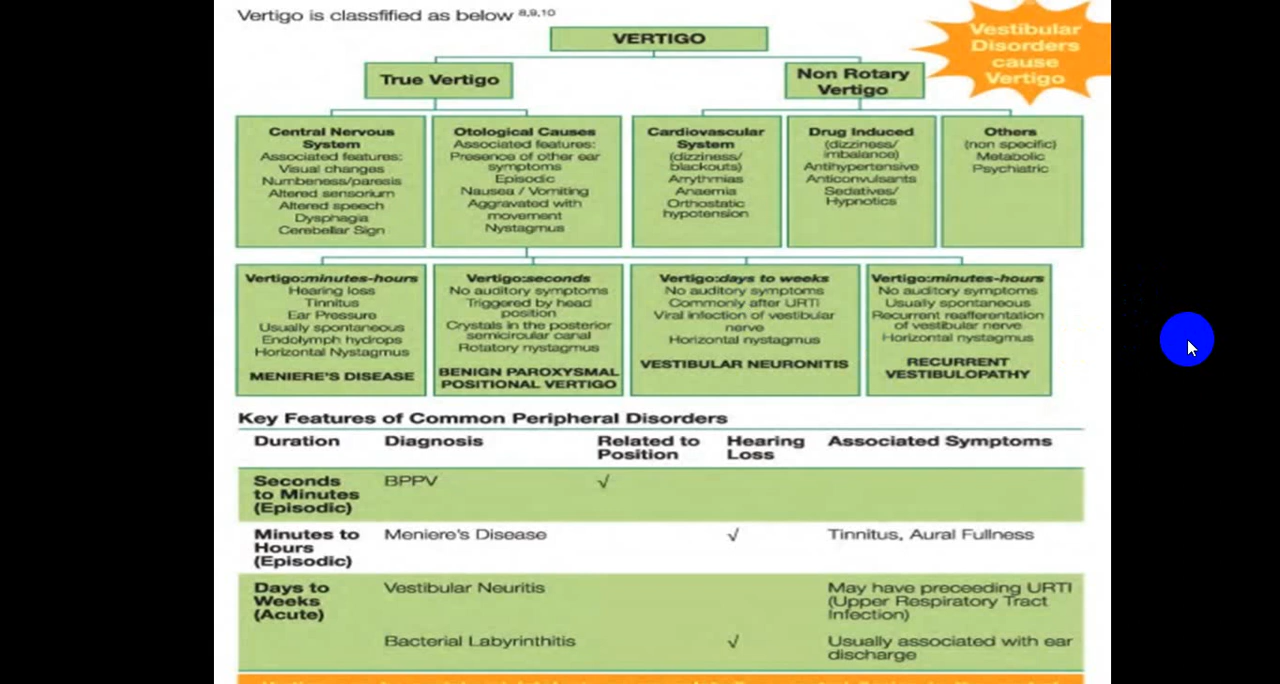 Vertigo is classfified as below 8,9,10
Vestibular
Disorders
cause
Vertigo
VERTIGO
True Vertigo
Non Rotary
Vertigo
Central Nervous
System
Associated features:
Visual changes
Numbeness/paresis
Altered sensorium
Altered speech
Dysphagia
Cerebellar Sign
Otological Causes
Associated features:
Presence of other ear
symptoms
Episodic
Nausea / Vomiting
Aggravated with
movement
Nystagmus
Cardiovascular
System
(dizziness/
blackouts)
Arrythmias
Anaemia
Orthostatic
hypotension
Drug Induced
(dizziness/
imbalance)
Antihypertensive
Anticonvulsants
Sedatives/
Hypnotics
Others
(non specific)
Metabolic
Psychiatric
Vertigo:minutes-hours
Hearing loss
Tinnitus
Ear Pressure
Usually spontaneous
Endolymph hydrops
Horizontal Nystagmus
MENIERE'S DISEASE
Vertigo:seconds
No auditory symptoms
Triggered by head
position
Crystals in the posterior
semicircular canal
Rotatory nystagmus
BENIGN PAROXYSMAL
POSITIONAL VERTIGO
Vertigo:days to weeks
No auditory symptoms
Commonly after URTI
Viral infection of vestibular
nerve
Horizontal nystagmus
VESTIBULAR NEURONITIS
Vertigo:minutes-hours
No auditory symptoms
Usually spontaneous
Recurrent reafferentation
of vestibular nerve
Horizontal nystagmus
RECURRENT
VESTIBULOPATHY
Key Features of Common Peripheral Disorders
Duration Diagnosis Related to Position Hearing Loss Associated Symptoms
Seconds to Minutes (Episodic) BPPV √
Minutes to Hours (Episodic) Meniere's Disease √ Tinnitus, Aural Fullness
Days to Weeks (Acute) Vestibular Neuritis May have preceeding URTI (Upper Respiratory Tract Infection)
Bacterial Labyrinthitis √ Usually associated with ear discharge